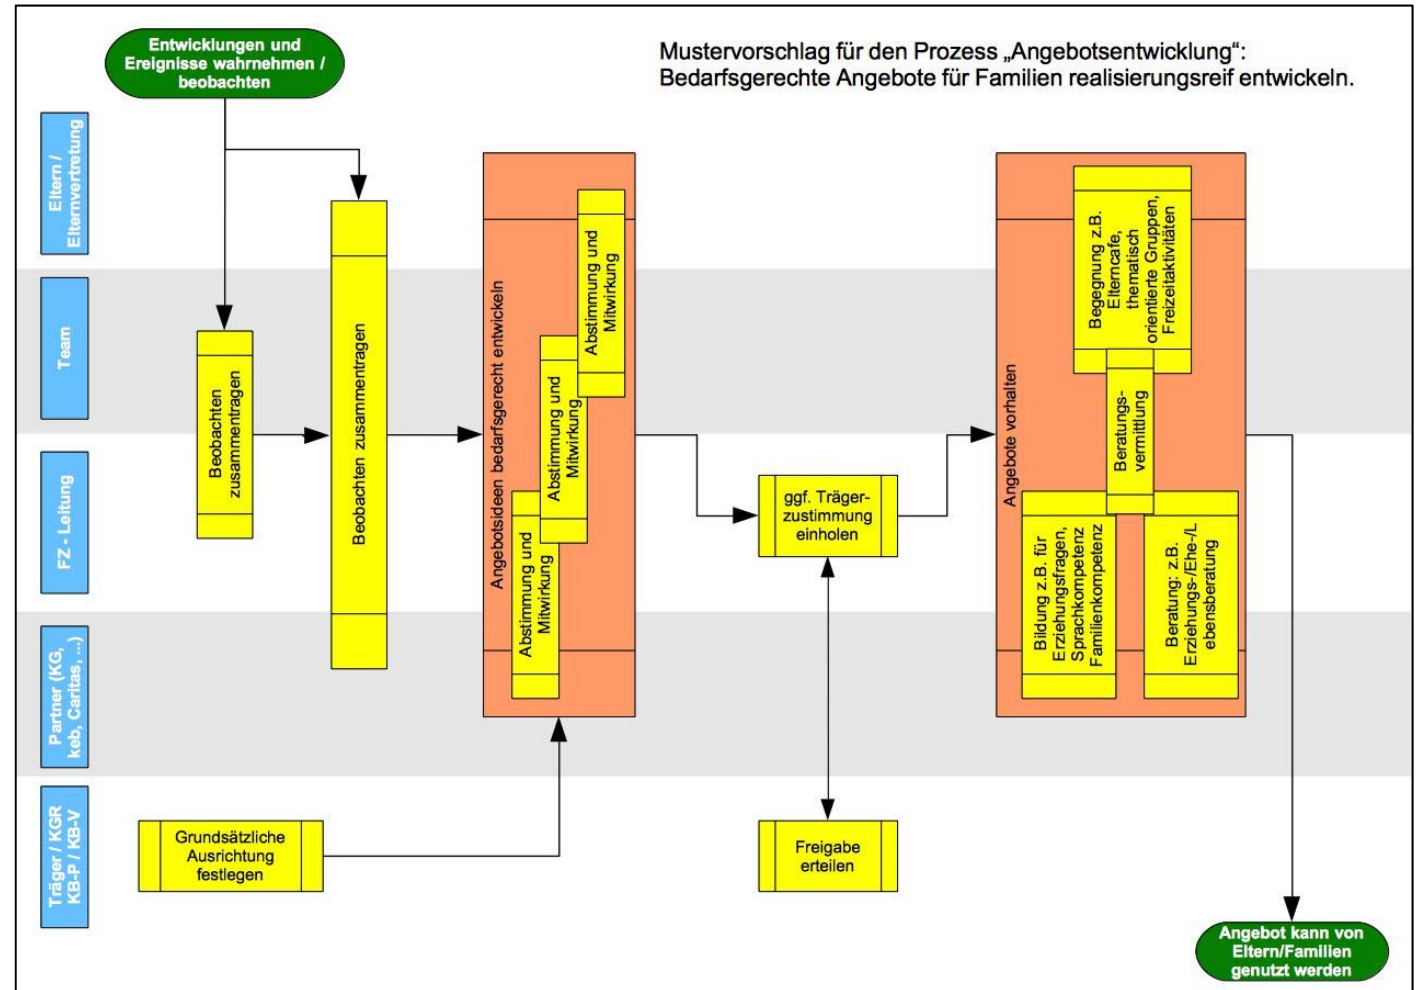 Entwicklungen und
Ereignisse wahrnehmen /
beobachten
Mustervorschlag für den Prozess „Angebotsentwicklung“:
Bedarfsgerechte Angebote für Familien realisierungsreif entwickeln.
Eltern /
Elternvertretung
Team
FZ - Leitung
Partner (KG,
keb, Caritas, ...)
Träger / KGR
KB-P / KB-V
Beobachten
zusammentragen
Beobachten zusammentragen
Angebotsideen bedarfsgerecht entwickeln
Abstimmung und
Mitwirkung
Abstimmung und
Mitwirkung
Abstimmung und
Mitwirkung
ggf. Träger-
zustimmung
einholen
Angebote vorhalten
Begegnung z.B.
Elterncafe,
thematisch
orientierte Gruppen,
Freizeitaktivitäten
Beratungs-
vermittlung
Bildung z.B. für
Erziehungsfragen,
Sprachkompetenz
Familienkompetenz
Beratung: z.B.
Erziehungs-/Ehe-/L
ebensberatung
Grundsätzliche
Ausrichtung
festlegen
Freigabe
erteilen
Angebot kann von
Eltern/Familien
genutzt werden